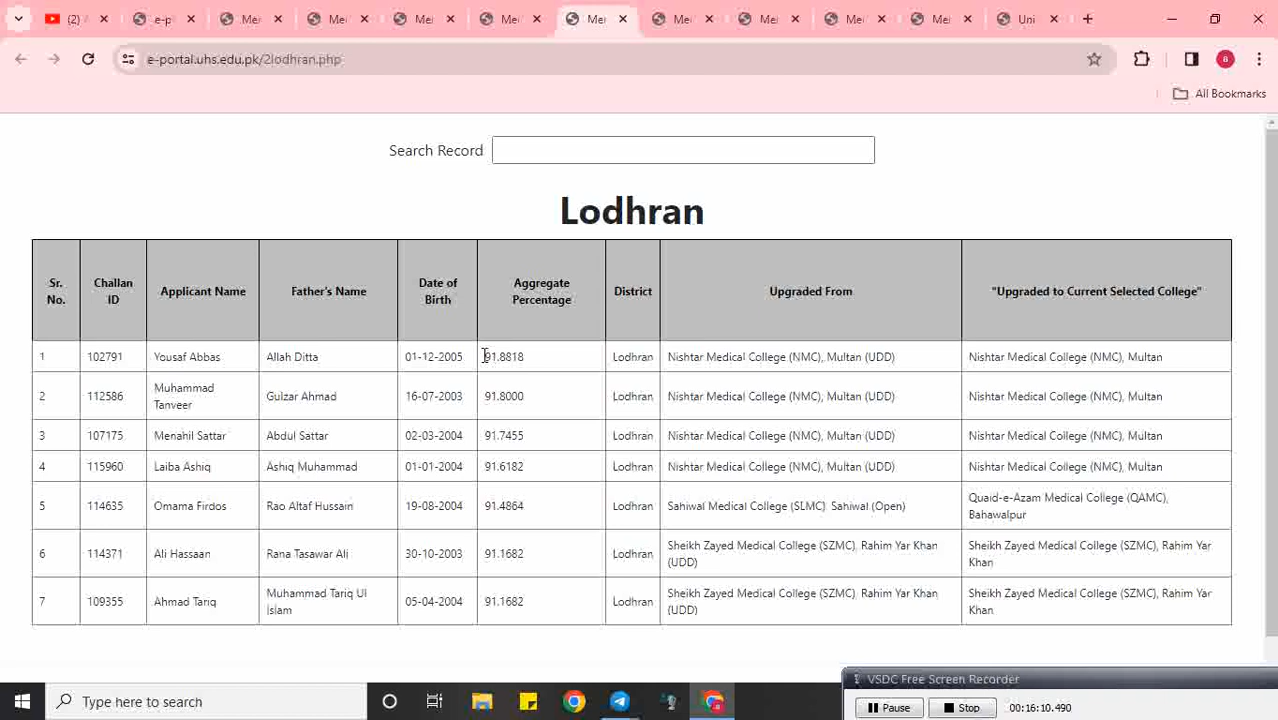 (2) e-p Me Me Me Me Me Me Me Me Me Uni
e-portal.uhs.edu.pk/2lodhran.php a
All Bookmarks
Search Record
Lodhran
Sr. No. Challan ID Applicant Name Father's Name Date of Birth Aggregate Percentage District Upgraded From "Upgraded to Current Selected College"
1 102791 Yousaf Abbas Allah Ditta 01-12-2005 91.8818 Lodhran Nishtar Medical College (NMC), Multan (UDD) Nishtar Medical College (NMC), Multan
2 112586 Muhammad Tanveer Gulzar Ahmad 16-07-2003 91.8000 Lodhran Nishtar Medical College (NMC), Multan (UDD) Nishtar Medical College (NMC), Multan
3 107175 Menahil Sattar Abdul Sattar 02-03-2004 91.7455 Lodhran Nishtar Medical College (NMC), Multan (UDD) Nishtar Medical College (NMC), Multan
4 115960 Laiba Ashiq Ashiq Muhammad 01-01-2004 91.6182 Lodhran Nishtar Medical College (NMC), Multan (UDD) Nishtar Medical College (NMC), Multan
5 114635 Omama Firdos Rao Altaf Hussain 19-08-2004 91.4864 Lodhran Sahiwal Medical College (SLMC) Sahiwal (Open) Quaid-e-Azam Medical College (QAMC), Bahawalpur
6 114371 Ali Hassaan Rana Tasawar Ali 30-10-2003 91.1682 Lodhran Sheikh Zayed Medical College (SZMC), Rahim Yar Khan (UDD) Sheikh Zayed Medical College (SZMC), Rahim Yar Khan
7 109355 Ahmad Tariq Muhammad Tariq Ul Islam 05-04-2004 91.1682 Lodhran Sheikh Zayed Medical College (SZMC), Rahim Yar Khan (UDD) Sheikh Zayed Medical College (SZMC), Rahim Yar Khan
VSDC Free Screen Recorder
Type here to search
Pause Stop 00:16:10.490